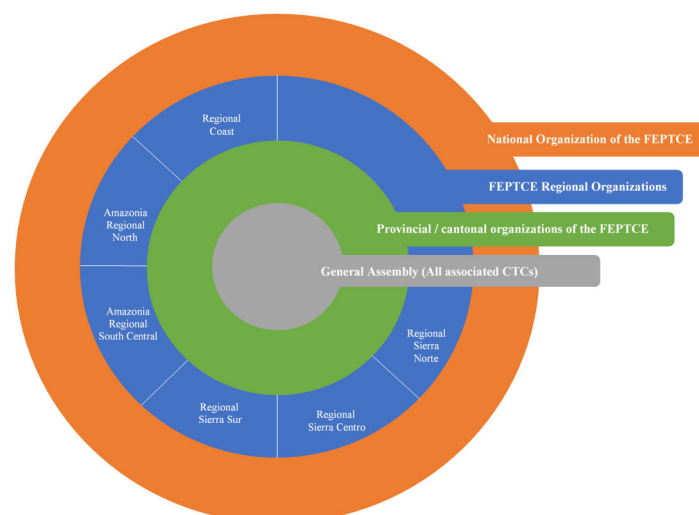 Regional
Coast
National Organization of the FEPTCE
FEPTCE Regional Organizations
Amazonia
Regional
North
Provincial / cantonal organizations of the FEPTCE
General Assembly (All associated CTCs)
Amazonia
Regional
South Central
Regional
Sierra
Norte
Regional
Sierra Sur
Regional
Sierra Centro